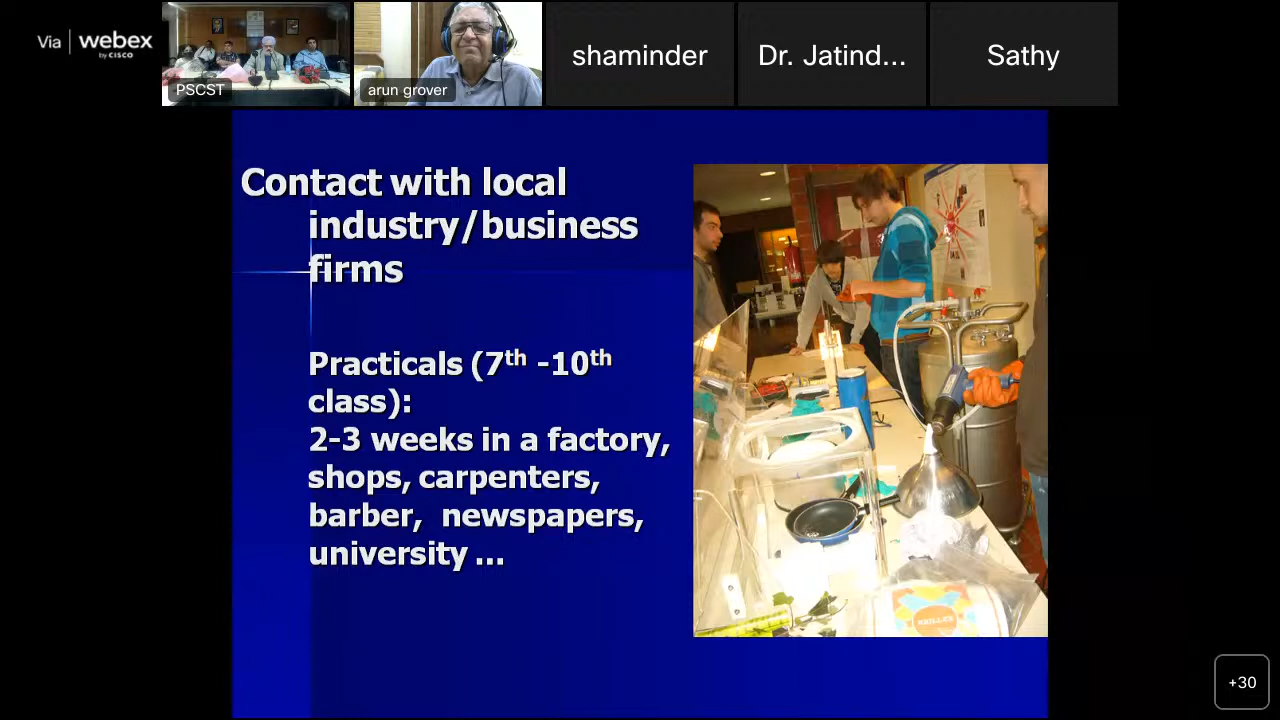 Via webex
by CISCO
PSCST
arun grover
shaminder
Dr. Jatind...
Sathy
Contact with local
industry/business
firms
Practicals (7th -10th
class):
2-3 weeks in a factory,
shops, carpenters,
barber, newspapers,
university ...
+30